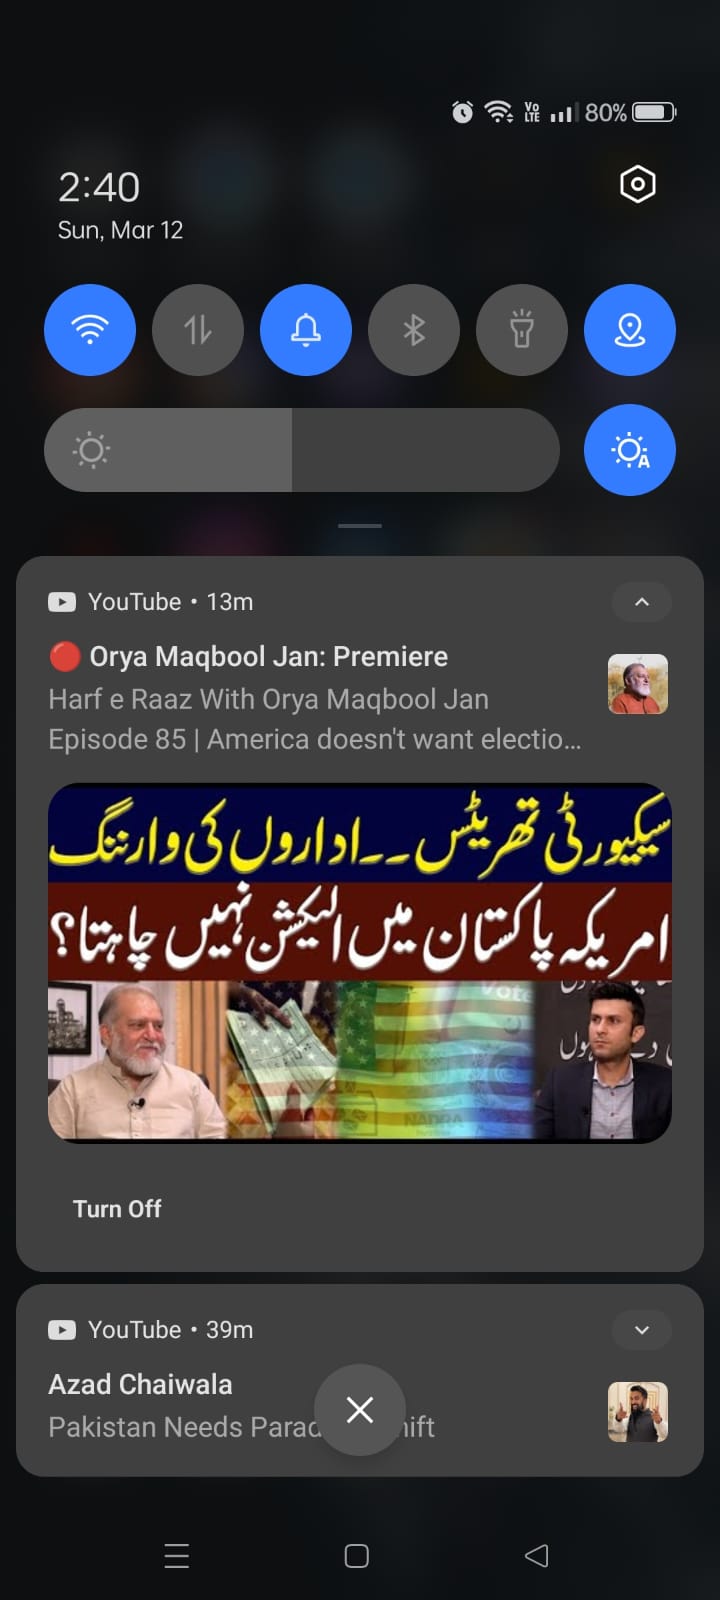 Vo
LTE
80%
2:40
Sun, Mar 12
A
YouTube • 13m
Orya Maqbool Jan: Premiere
Harf e Raaz With Orya Maqbool Jan
Episode 85 | America doesn't want electio...
سیکیورٹی تھریٹس ۔۔ اداروں کی وارننگ
امریکہ پاکستان میں الیکشن نہیں چاہتا؟
Vote
NADRA
Turn Off
YouTube • 39m
Azad Chaiwala
Pakistan Needs Parad ift